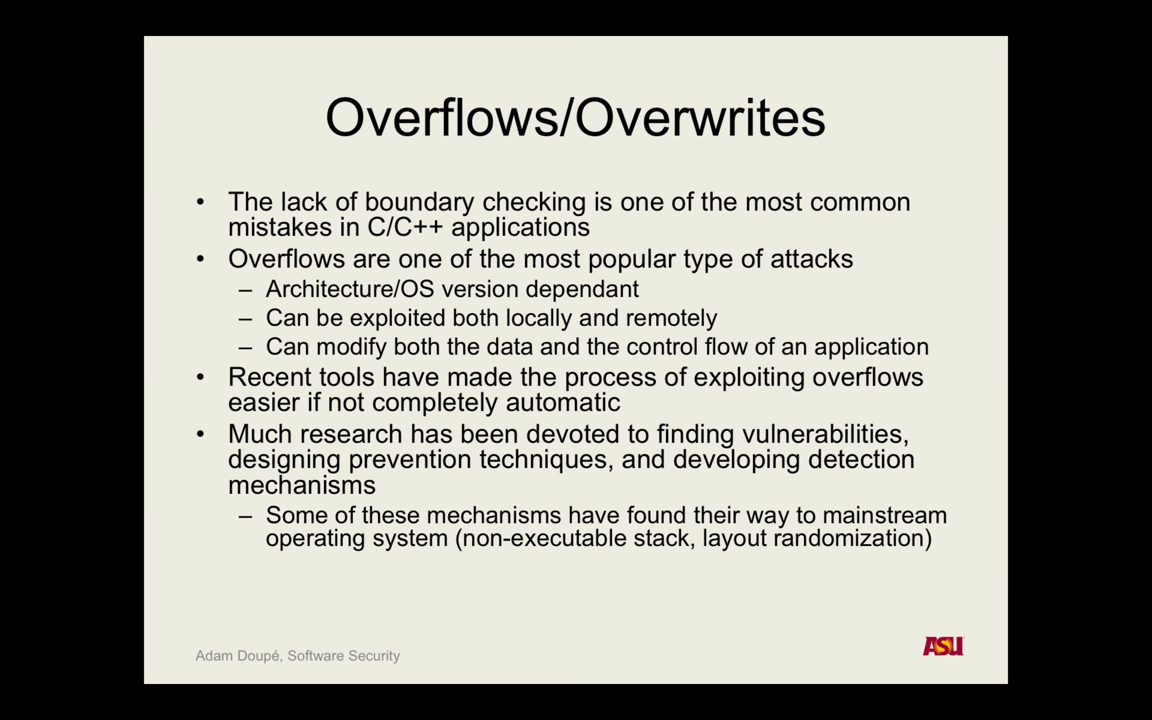 Overflows/Overwrites
• The lack of boundary checking is one of the most common
mistakes in C/C++ applications
• Overflows are one of the most popular type of attacks
– Architecture/OS version dependant
– Can be exploited both locally and remotely
– Can modify both the data and the control flow of an application
• Recent tools have made the process of exploiting overflows
easier if not completely automatic
• Much research has been devoted to finding vulnerabilities,
designing prevention techniques, and developing detection
mechanisms
– Some of these mechanisms have found their way to mainstream
operating system (non-executable stack, layout randomization)
Adam Doupé, Software Security
ASU